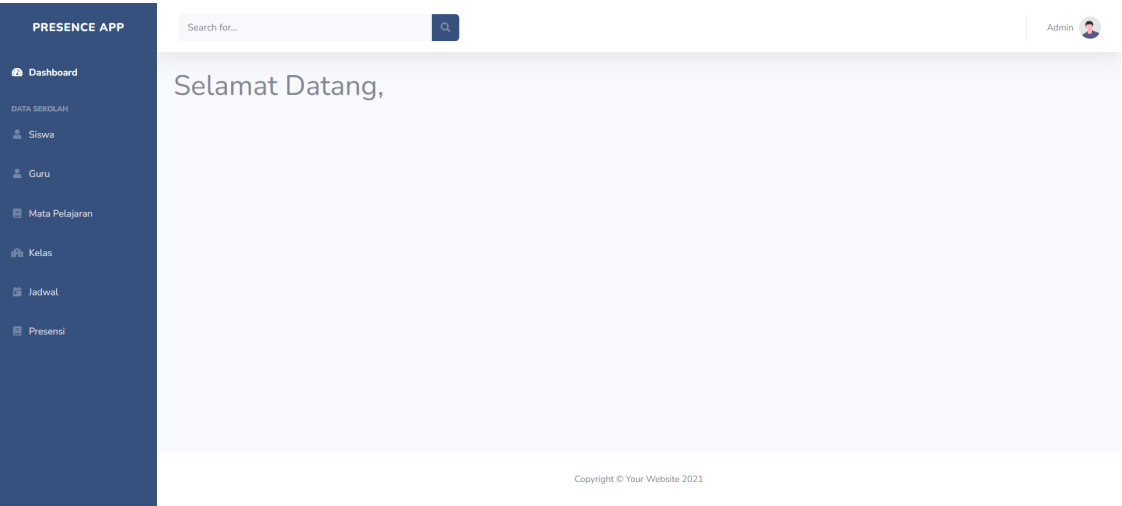 PRESENCE APP
Search for...
Admin
Dashboard
Selamat Datang,
DATA SEKOLAH
Siswa
Guru
Mata Pelajaran
Kelas
Jadwal
Presensi
Copyright © Your Website 2021